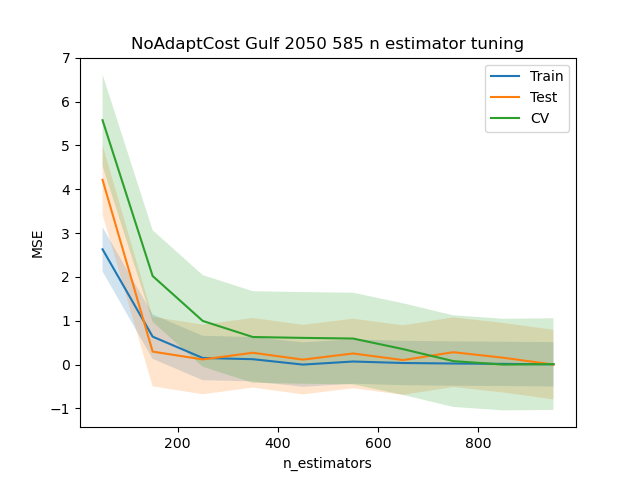 NoAdaptCost Gulf 2050 585 n estimator tuning
7
6
5
4
3
2
1
0
−1
MSE
Train
Test
CV
200
400
600
800
n_estimators